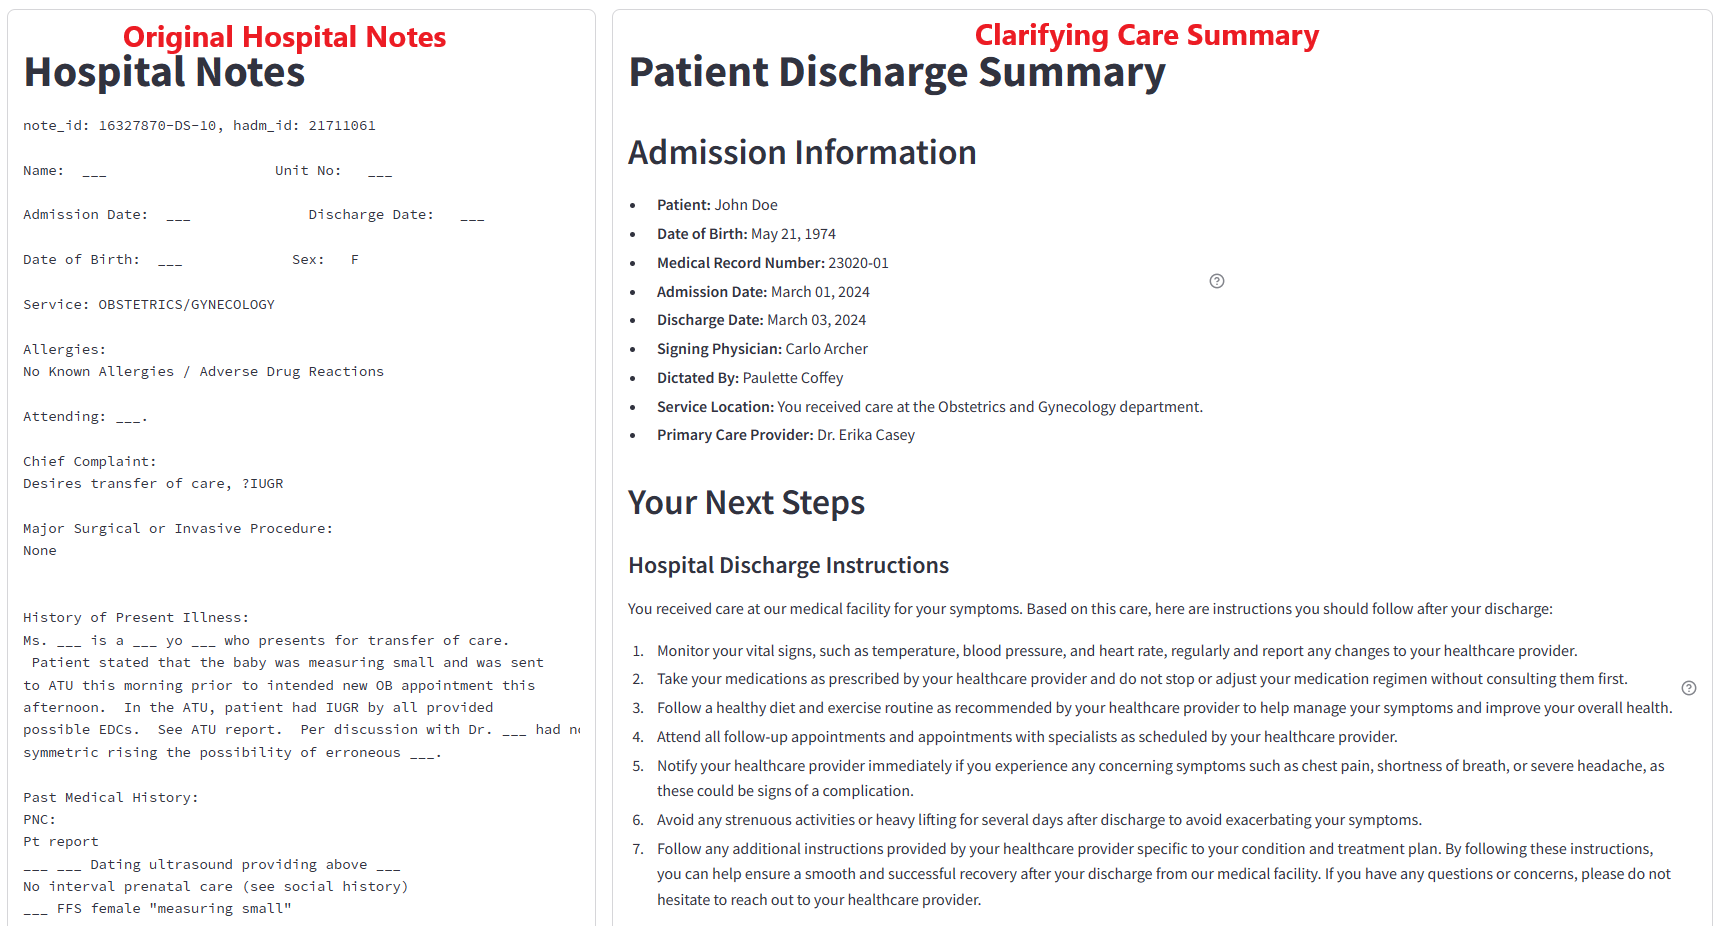 Original Hospital Notes
Hospital Notes
note_id: 16327870-DS-10, hadm_id: 21711061
Name:  ___                    Unit No:   ___
Admission Date:  ___              Discharge Date:   ___
Date of Birth:  ___             Sex:   F
Service: OBSTETRICS/GYNECOLOGY
Allergies:
No Known Allergies / Adverse Drug Reactions
Attending: ___.
Chief Complaint:
Desires transfer of care, ?IUGR
Major Surgical or Invasive Procedure:
None
History of Present Illness:
Ms. ___ is a ___ yo ___ who presents for transfer of care.
Patient stated that the baby was measuring small and was sent
to ATU this morning prior to intended new OB appointment this
afternoon.  In the ATU, patient had IUGR by all provided
possible EDCs.  See ATU report.  Per discussion with Dr. ___ had
symmetric rising the possibility of erroneous ___.
Past Medical History:
PNC:
Pt report
___ ___ Dating ultrasound providing above ___
No interval prenatal care (see social history)
___ FFS female "measuring small"
Clarifying Care Summary
Patient Discharge Summary
Admission Information
• Patient: John Doe
• Date of Birth: May 21, 1974
• Medical Record Number: 23020-01
• Admission Date: March 01, 2024
• Discharge Date: March 03, 2024
• Signing Physician: Carlo Archer
• Dictated By: Paulette Coffey
• Service Location: You received care at the Obstetrics and Gynecology department.
• Primary Care Provider: Dr. Erika Casey
Your Next Steps
Hospital Discharge Instructions
You received care at our medical facility for your symptoms. Based on this care, here are instructions you should follow after your discharge:
1. Monitor your vital signs, such as temperature, blood pressure, and heart rate, regularly and report any changes to your healthcare provider.
2. Take your medications as prescribed by your healthcare provider and do not stop or adjust your medication regimen without consulting them first.
3. Follow a healthy diet and exercise routine as recommended by your healthcare provider to help manage your symptoms and improve your overall health.
4. Attend all follow-up appointments and appointments with specialists as scheduled by your healthcare provider.
5. Notify your healthcare provider immediately if you experience any concerning symptoms such as chest pain, shortness of breath, or severe headache, as
these could be signs of a complication.
6. Avoid any strenuous activities or heavy lifting for several days after discharge to avoid exacerbating your symptoms.
7. Follow any additional instructions provided by your healthcare provider specific to your condition and treatment plan. By following these instructions,
you can help ensure a smooth and successful recovery after your discharge from our medical facility. If you have any questions or concerns, please do not
hesitate to reach out to your healthcare provider.